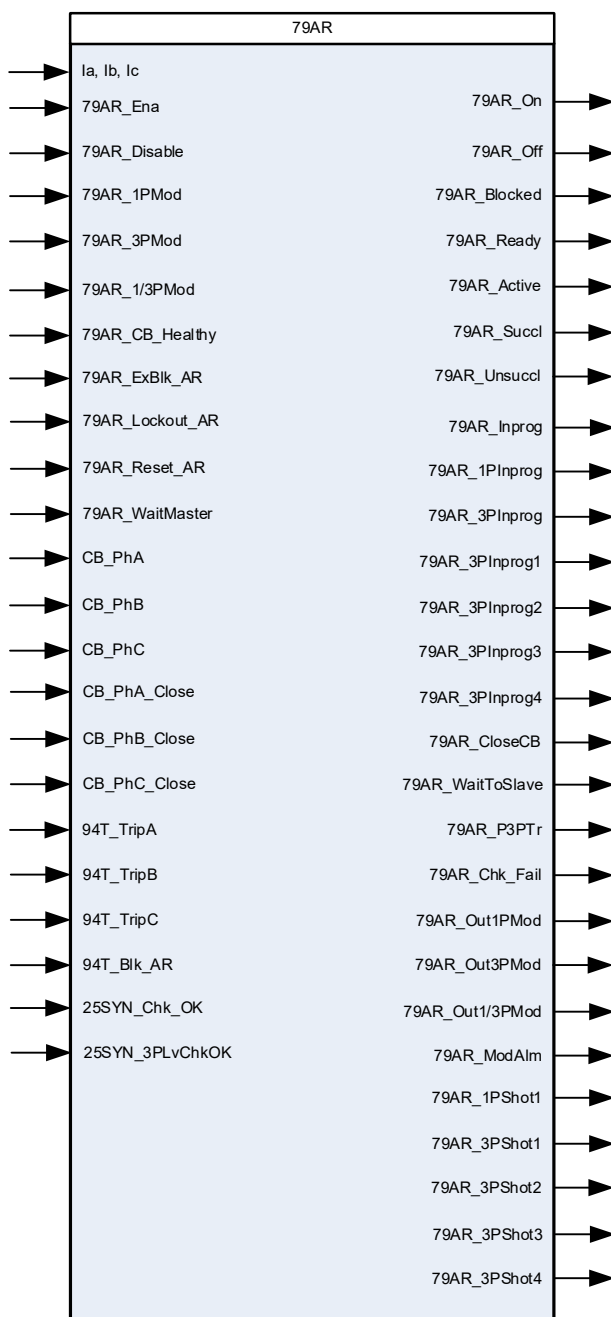 79AR
Ia, Ib, Ic
79AR_Ena
79AR_Disable
79AR_1PMod
79AR_3PMod
79AR_1/3PMod
79AR_CB_Healthy
79AR_ExBlk_AR
79AR_Lockout_AR
79AR_Reset_AR
79AR_WaitMaster
CB_PhA
CB_PhB
CB_PhC
CB_PhA_Close
CB_PhB_Close
CB_PhC_Close
94T_TripA
94T_TripB
94T_TripC
94T_Blk_AR
25SYN_Chk_OK
25SYN_3PLvChkOK
79AR_On
79AR_Off
79AR_Blocked
79AR_Ready
79AR_Active
79AR_Succl
79AR_Unsuccl
79AR_Inprog
79AR_1PInprog
79AR_3PInprog
79AR_3PInprog1
79AR_3PInprog2
79AR_3PInprog3
79AR_3PInprog4
79AR_CloseCB
79AR_WaitToSlave
79AR_P3PTr
79AR_Chk_Fail
79AR_Out1PMod
79AR_Out3PMod
79AR_Out1/3PMod
79AR_ModAlm
79AR_1PShot1
79AR_3PShot1
79AR_3PShot2
79AR_3PShot3
79AR_3PShot4